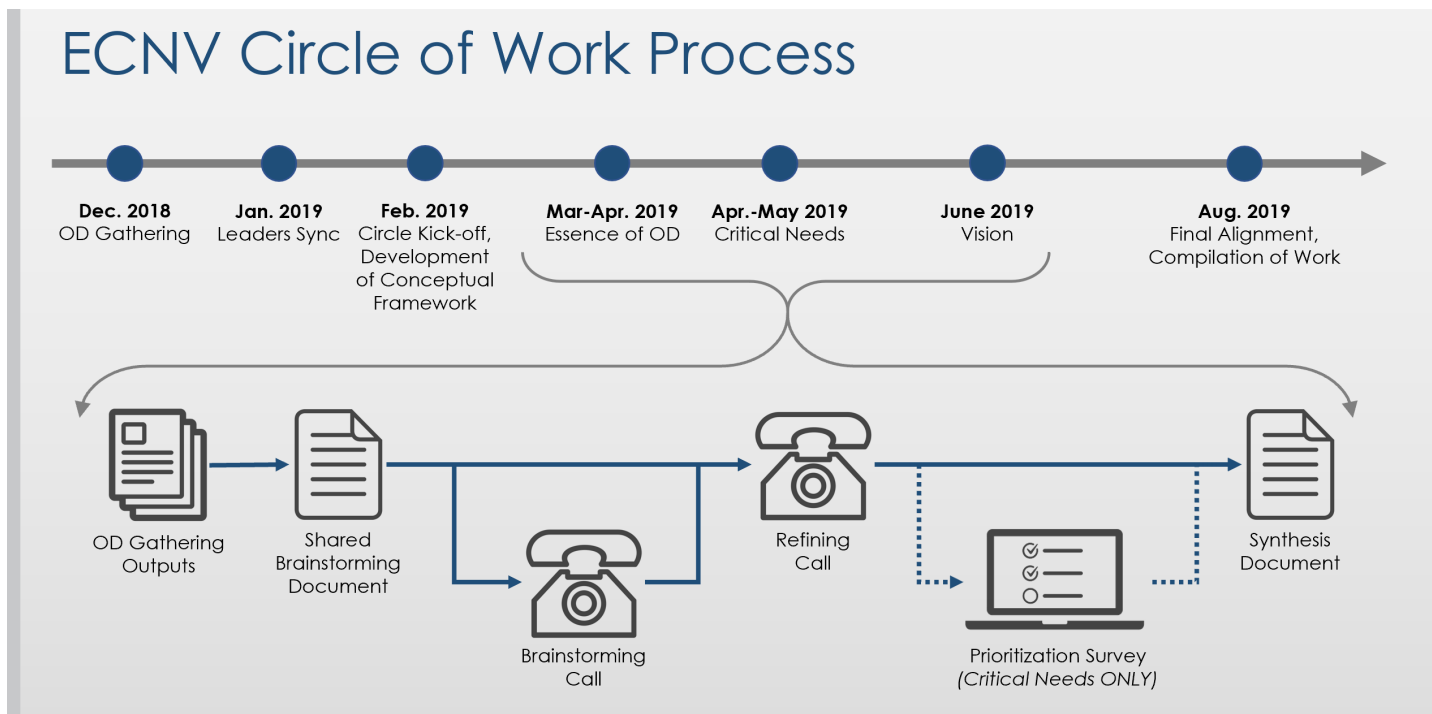 ECNV Circle of Work Process
Dec. 2018
OD Gathering
Jan. 2019
Leaders Sync
Feb. 2019
Circle Kick-off,
Development
of Conceptual
Framework
Mar-Apr. 2019
Essence of OD
Apr.-May 2019
Critical Needs
June 2019
Vision
Aug. 2019
Final Alignment,
Compilation of Work
OD Gathering
Outputs
Shared
Brainstorming
Document
Brainstorming
Call
Refining
Call
Prioritization Survey
(Critical Needs ONLY)
Synthesis
Document